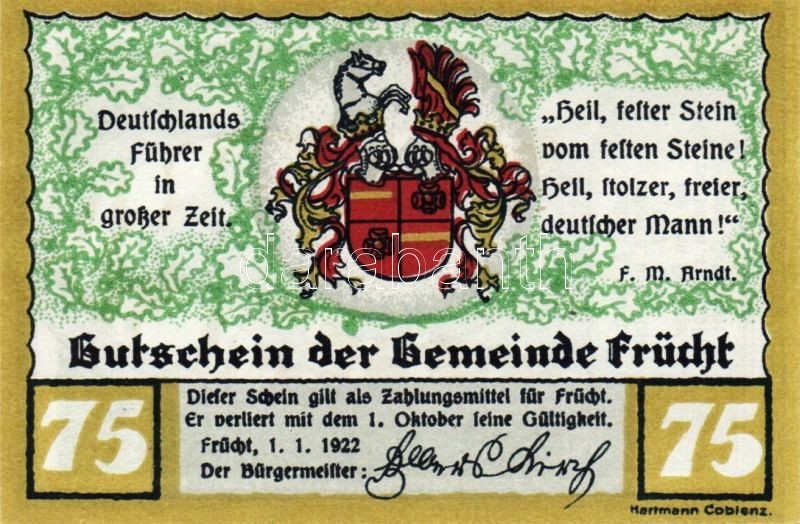 Deutschlands
Führer
in
großer Zeit.
„Heil, fester Stein
vom festen Steine!
Heil, stolzer, freier,
deutscher Mann!“
F. M. Arndt.
darabanth
Gutschein der Gemeinde Frücht
75
Dieser Schein gilt als Zahlungsmittel für Frücht.
Er verliert mit dem 1. Oktober seine Gültigkeit.
Frücht, 1. 1. 1922
Der Bürgermeister:
75
Hartmann Coblenz.